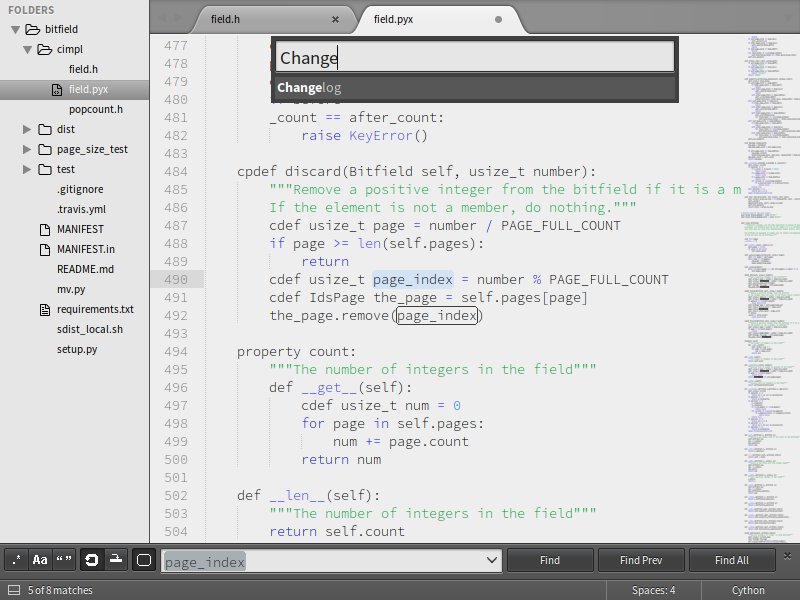 FOLDERS
bitfield
cimpl
field.h
field.pyx
popcount.h
dist
page_size_test
test
.gitignore
.travis.yml
MANIFEST
MANIFEST.in
README.md
mv.py
requirements.txt
sdist_local.sh
setup.py
field.h ×
field.pyx
Change
Changelog
477
478
479
480
481 _count == after_count:
482 raise KeyError()
483
484 cpdef discard(Bitfield self, usize_t number):
485 """Remove a positive integer from the bitfield if it is a m
486 If the element is not a member, do nothing."""
487 cdef usize_t page = number / PAGE_FULL_COUNT
488 if page >= len(self.pages):
489 return
490 cdef usize_t page_index = number % PAGE_FULL_COUNT
491 cdef IdsPage the_page = self.pages[page]
492 the_page.remove(page_index)
493
494 property count:
495 """The number of integers in the field"""
496 def __get__(self):
497 cdef usize_t num = 0
498 for page in self.pages:
499 num += page.count
500 return num
501
502 def __len__(self):
503 """The number of integers in the field"""
504 return self.count
.* Aa “ ” page_index Find Find Prev Find All ×
5 of 8 matches Spaces: 4 Cython